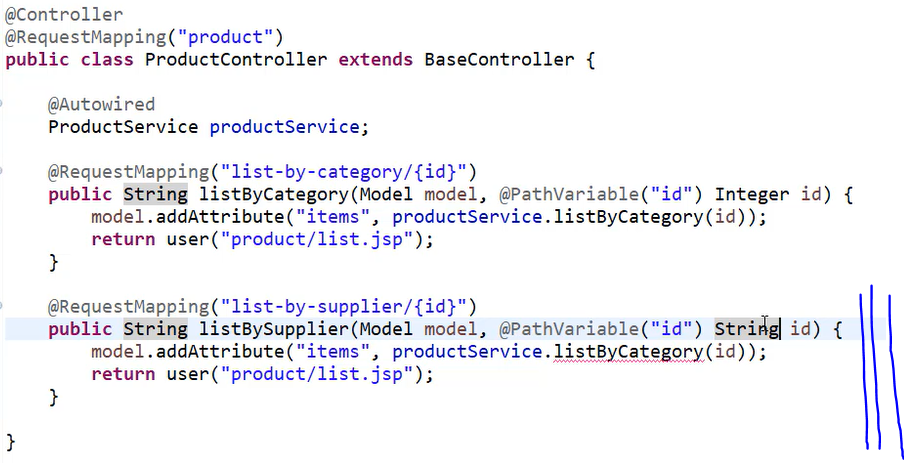 @Controller
@RequestMapping("product")
public class ProductController extends BaseController {
@Autowired
ProductService productService;
@RequestMapping("list-by-category/{id}")
public String listByCategory(Model model, @PathVariable("id") Integer id) {
model.addAttribute("items", productService.listByCategory(id));
return user("product/list.jsp");
}
@RequestMapping("list-by-supplier/{id}")
public String listBySupplier(Model model, @PathVariable("id") String id) {
model.addAttribute("items", productService.listByCategory(id));
return user("product/list.jsp");
}
}